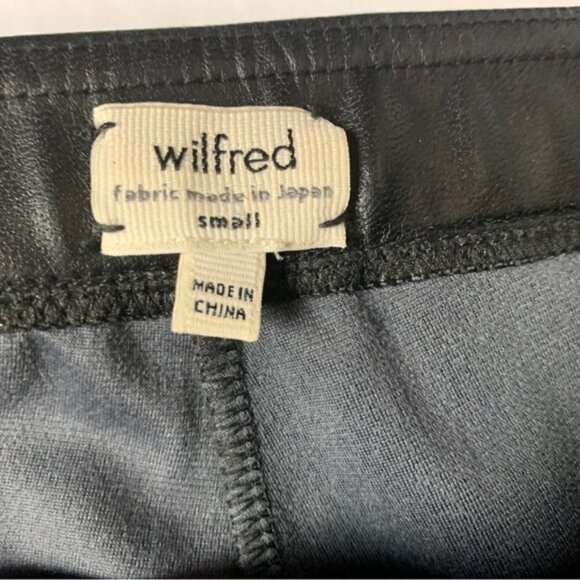 wilfred
fabric made in Japan
small
MADE IN
CHINA